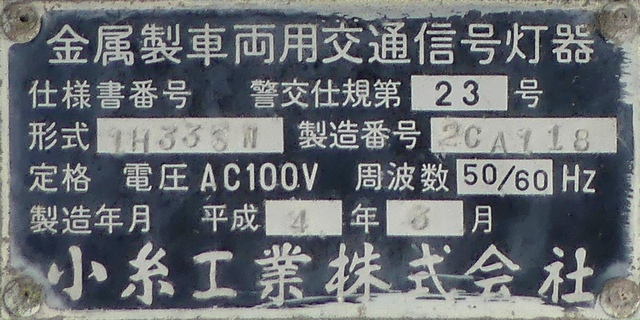 金属製車両用交通信号灯器
仕様書番号 警交仕規第 23 号
形式 1H33SN 製造番号 2CA118
定格 電圧 AC100V 周波数 50/60 Hz
製造年月 平成 4 年 月
小糸工業株式会社